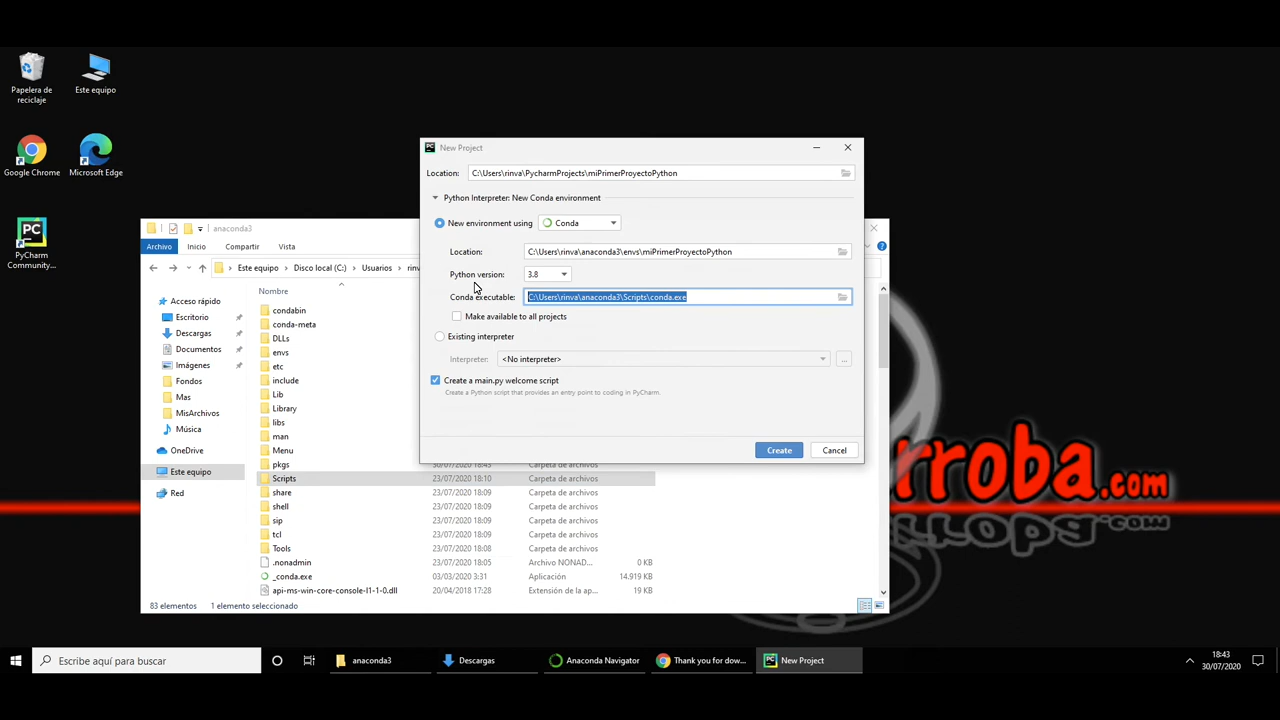 Papelera de
reciclaje
Este equipo
Google Chrome
Microsoft Edge
PyCharm
Community...
anaconda3
Archivo
Inicio
Compartir
Vista
Este equipo
Disco local (C:)
Usuarios
Acceso rápido
Escritorio
Descargas
Documentos
Imágenes
Fondos
Mas
MisArchivos
Música
OneDrive
Este equipo
Red
Nombre
condabin
conda-meta
DLLs
envs
etc
include
Lib
Library
libs
man
Menu
pkgs 30/07/2020 18:43 Carpeta de archivos
Scripts 23/07/2020 18:10 Carpeta de archivos
share 23/07/2020 18:09 Carpeta de archivos
shell 23/07/2020 18:09 Carpeta de archivos
sip 23/07/2020 18:09 Carpeta de archivos
tcl 23/07/2020 18:09 Carpeta de archivos
Tools 23/07/2020 18:08 Carpeta de archivos
.nonadmin 23/07/2020 18:05 Archivo NONAD... 0 KB
_conda.exe 03/03/2020 3:31 Aplicación 14.919 KB
api-ms-win-core-console-l1-1-0.dll 20/04/2018 17:28 Extensión de la ap... 19 KB
83 elementos 1 elemento seleccionado
New Project
Location: C:\Users\rinva\PycharmProjects\miPrimerProyectoPython
Python Interpreter: New Conda environment
New environment using Conda
Location: C:\Users\rinva\anaconda3\envs\miPrimerProyectoPython
Python version: 3.8
Conda executable: C:\Users\rinva\anaconda3\Scripts\conda.exe
Make available to all projects
Existing interpreter
Interpreter: <No interpreter> ...
Create a main.py welcome script
Create a Python script that provides an entry point to coding in PyCharm.
Create Cancel
Escribe aquí para buscar
anaconda3
Descargas
Anaconda Navigator
Thank you for dow...
New Project
18:43
30/07/2020